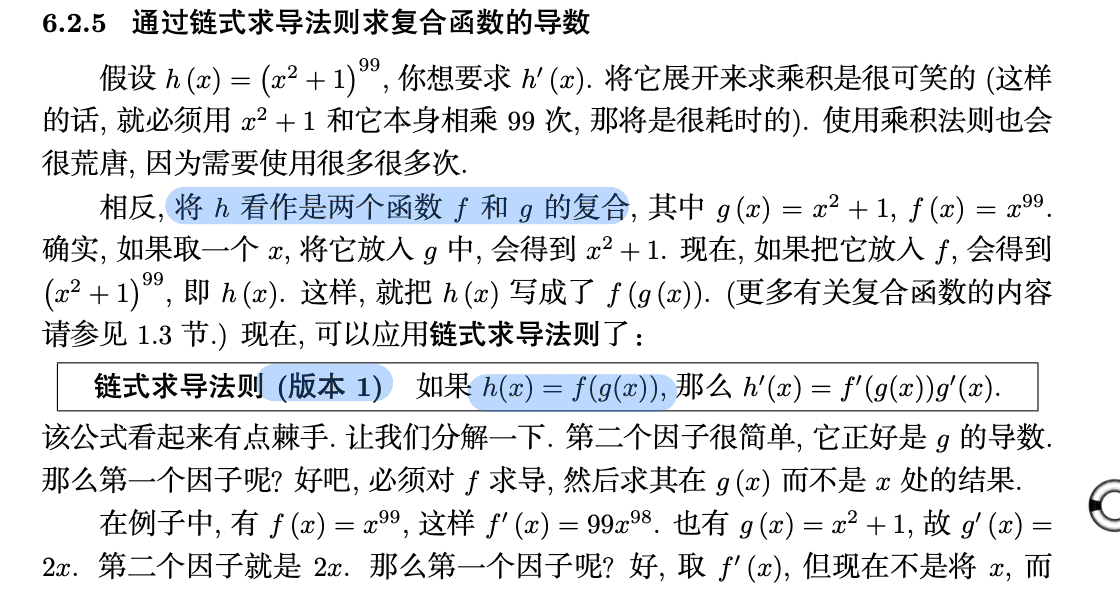 6.2.5 通过链式求导法则求复合函数的导数
假设 h (x) = (x² + 1)⁹⁹, 你想要求 h′ (x). 将它展开来求乘积是很可笑的 (这样
的话, 就必须用 x² + 1 和它本身相乘 99 次, 那将是很耗时的). 使用乘积法则也会
很荒唐, 因为需要使用很多很多次.
相反, 将 h 看作是两个函数 f 和 g 的复合, 其中 g (x) = x² + 1, f (x) = x⁹⁹.
确实, 如果取一个 x, 将它放入 g 中, 会得到 x² + 1. 现在, 如果把它放入 f, 会得到
(x² + 1)⁹⁹, 即 h (x). 这样, 就把 h (x) 写成了 f (g (x)). (更多有关复合函数的内容
请参见 1.3 节.) 现在, 可以应用链式求导法则了：
链式求导法则 (版本 1) 如果 h(x) = f(g(x)), 那么 h′(x) = f′(g(x))g′(x).
该公式看起来有点棘手. 让我们分解一下. 第二个因子很简单, 它正好是 g 的导数.
那么第一个因子呢? 好吧, 必须对 f 求导, 然后求其在 g (x) 而不是 x 处的结果.
在例子中, 有 f (x) = x⁹⁹, 这样 f′ (x) = 99x⁹⁸. 也有 g (x) = x² + 1, 故 g′ (x) =
2x. 第二个因子就是 2x. 那么第一个因子呢? 好, 取 f′ (x), 但现在不是将 x, 而